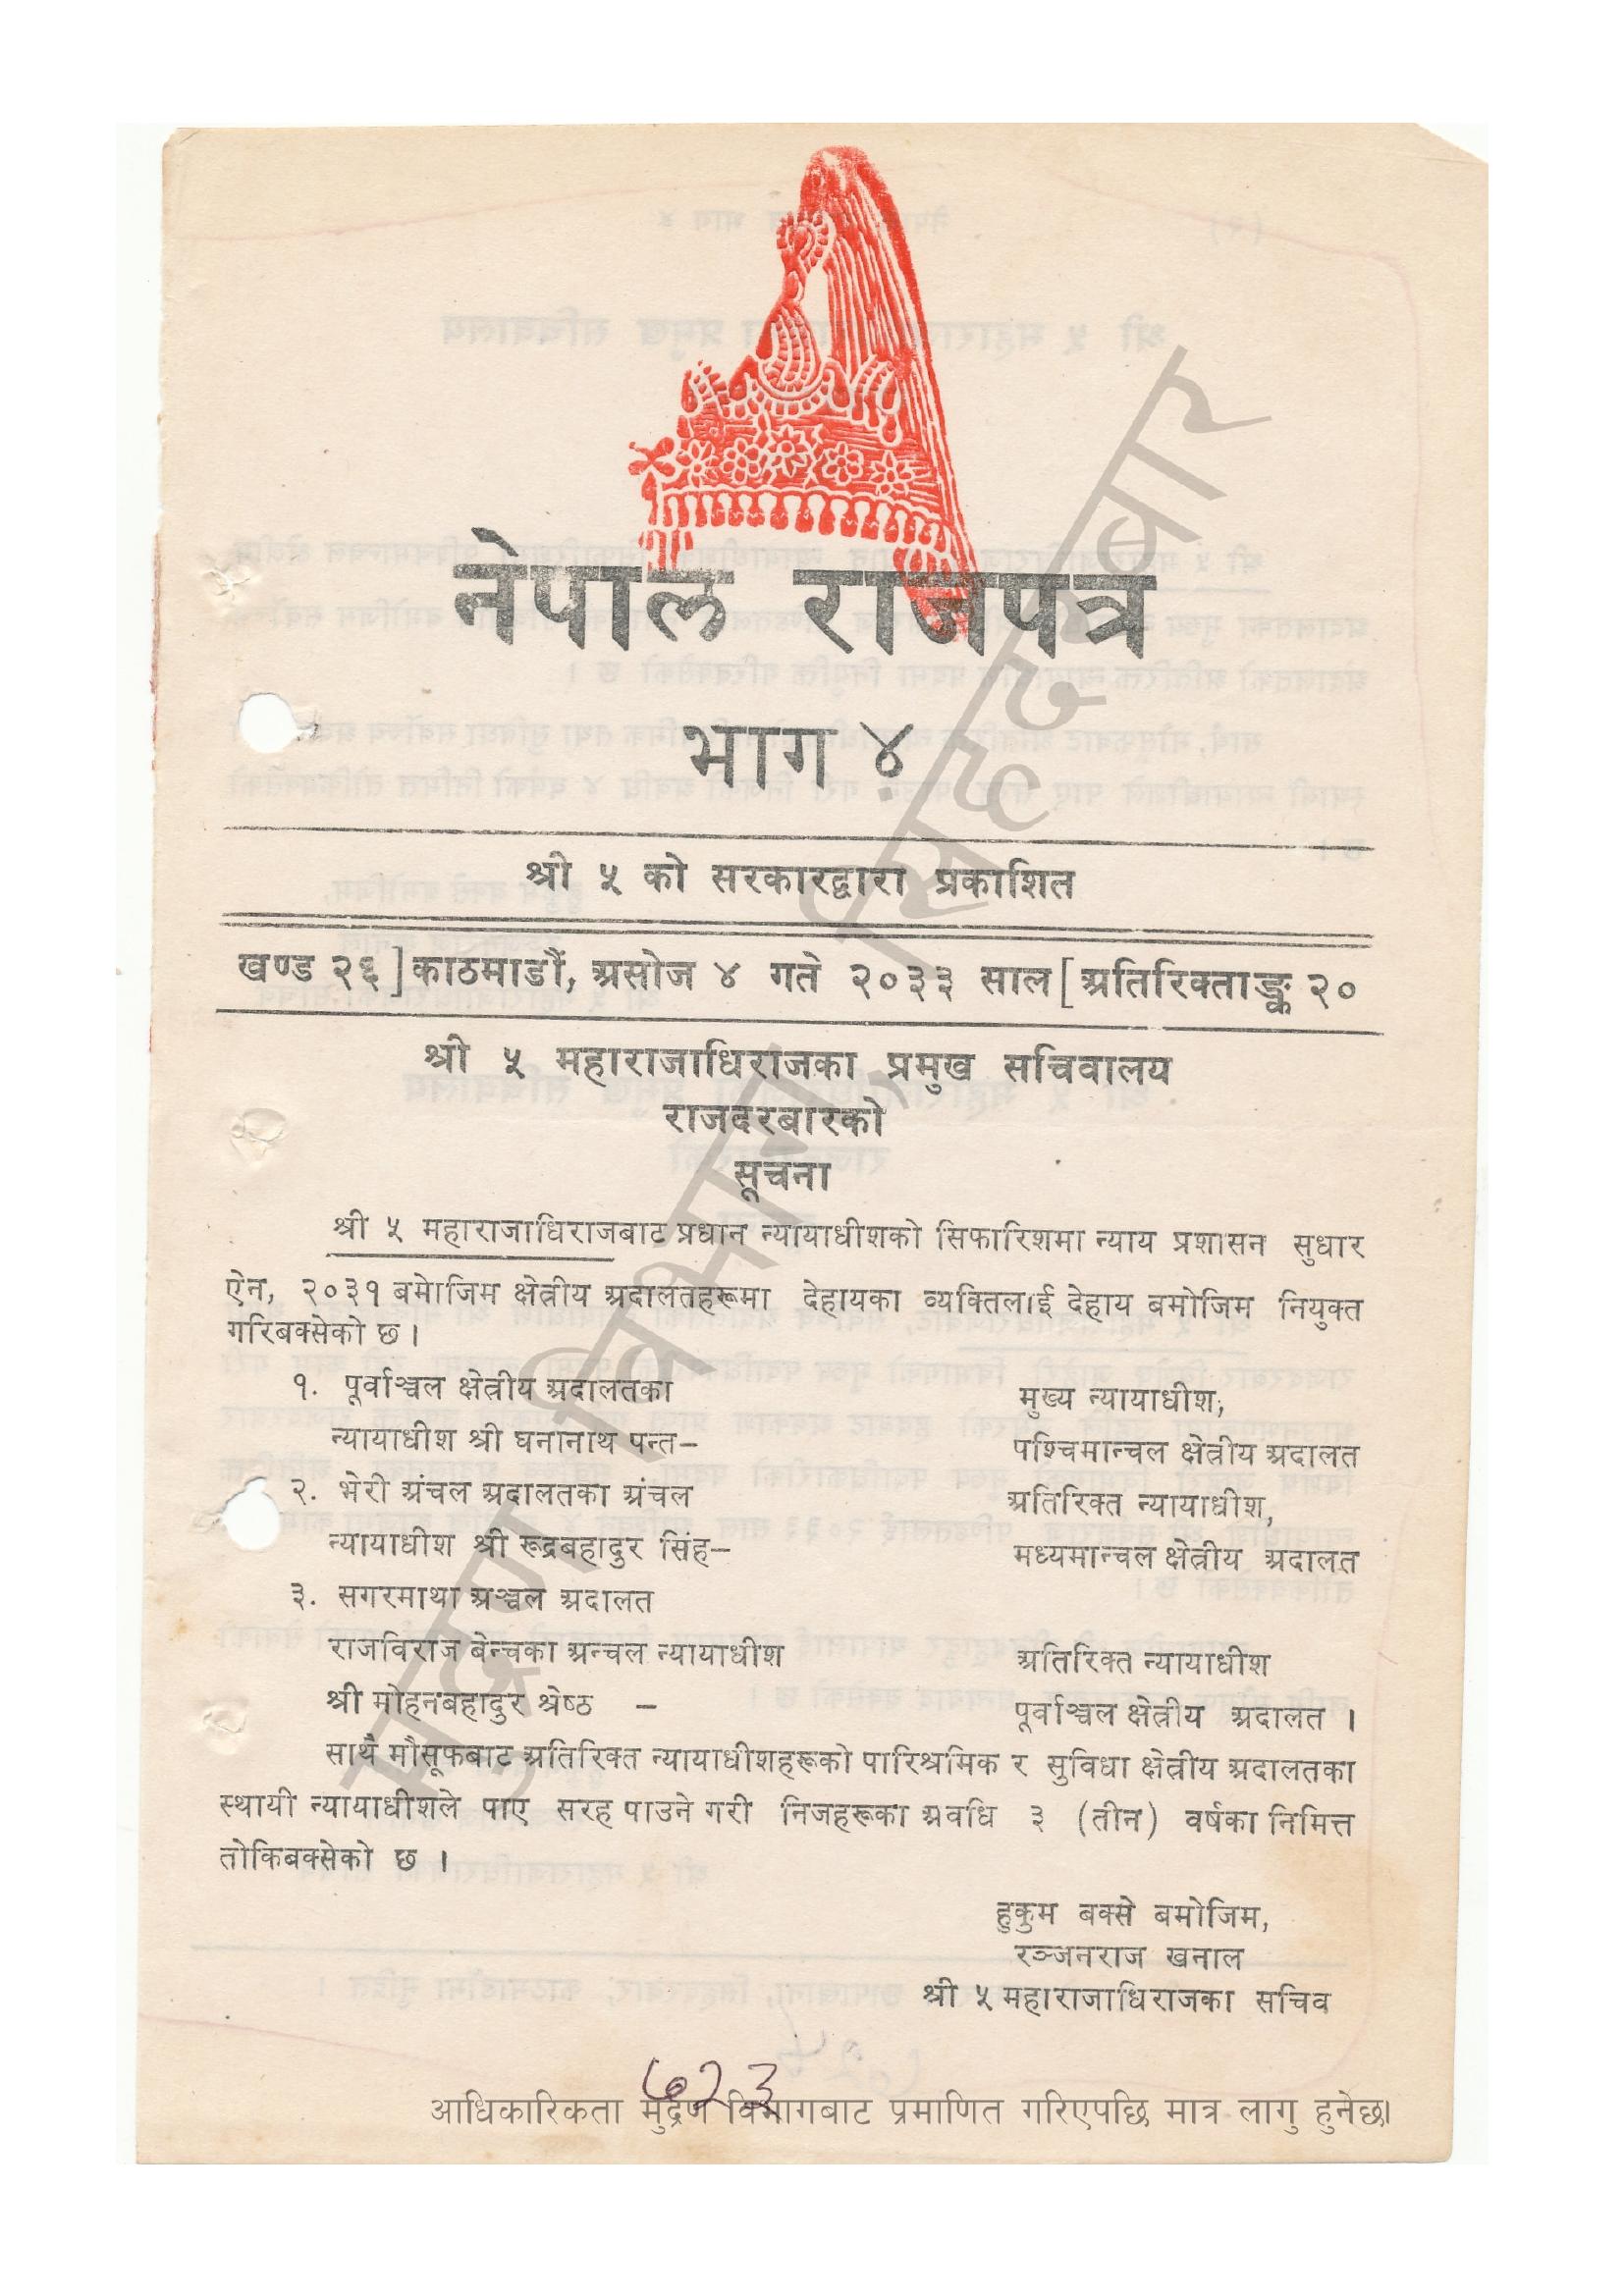 नेपाल राजपत्र
भाग ४
श्री ५ को सरकारद्वारा प्रकाशित
खण्ड २६] काठमाडौं, असोज ४ गते २०३३ साल [अतिरिक्ताङ्क २०
श्री ५ महाराजाधिराजका प्रमुख सचिवालय
राजदरबारको
सूचना
श्री ५ महाराजाधिराजबाट प्रधान न्यायाधीशको सिफारिशमा न्याय प्रशासन सुधार
ऐन, २०३१ बमोजिम क्षेत्रीय अदालतहरूमा देहायका व्यक्तिलाई देहाय बमोजिम नियुक्त
गरिबक्सेको छ ।
१. पूर्वाञ्चल क्षेत्रीय अदालतका मुख्य न्यायाधीश,
न्यायाधीश श्री घनानाथ पन्त– पश्चिमान्चल क्षेत्रीय अदालत
२. भेरी अंचल अदालतका अंचल अतिरिक्त न्यायाधीश,
न्यायाधीश श्री रूद्रबहादुर सिंह– मध्यमान्चल क्षेत्रीय अदालत
३. सगरमाथा अञ्चल अदालत
राजविराज बेन्चका अन्चल न्यायाधीश अतिरिक्त न्यायाधीश
श्री मोहनबहादुर श्रेष्ठ – पूर्वाञ्चल क्षेत्रीय अदालत ।
साथै मौसूफबाट अतिरिक्त न्यायाधीशहरूको पारिश्रमिक र सुविधा क्षेत्रीय अदालतका
स्थायी न्यायाधीशले पाए सरह पाउने गरी निजहरूका अवधि ३ (तीन) वर्षका निमित्त
तोकिबक्सेको छ ।
हुकुम बक्से बमोजिम,
रञ्जनराज खनाल
श्री ५ महाराजाधिराजका सचिव
७२३
आधिकारिकता मुद्रण विभागबाट प्रमाणित गरिएपछि मात्र लागु हुनेछ।
मुद्रण विभाग, सिंहदरबार